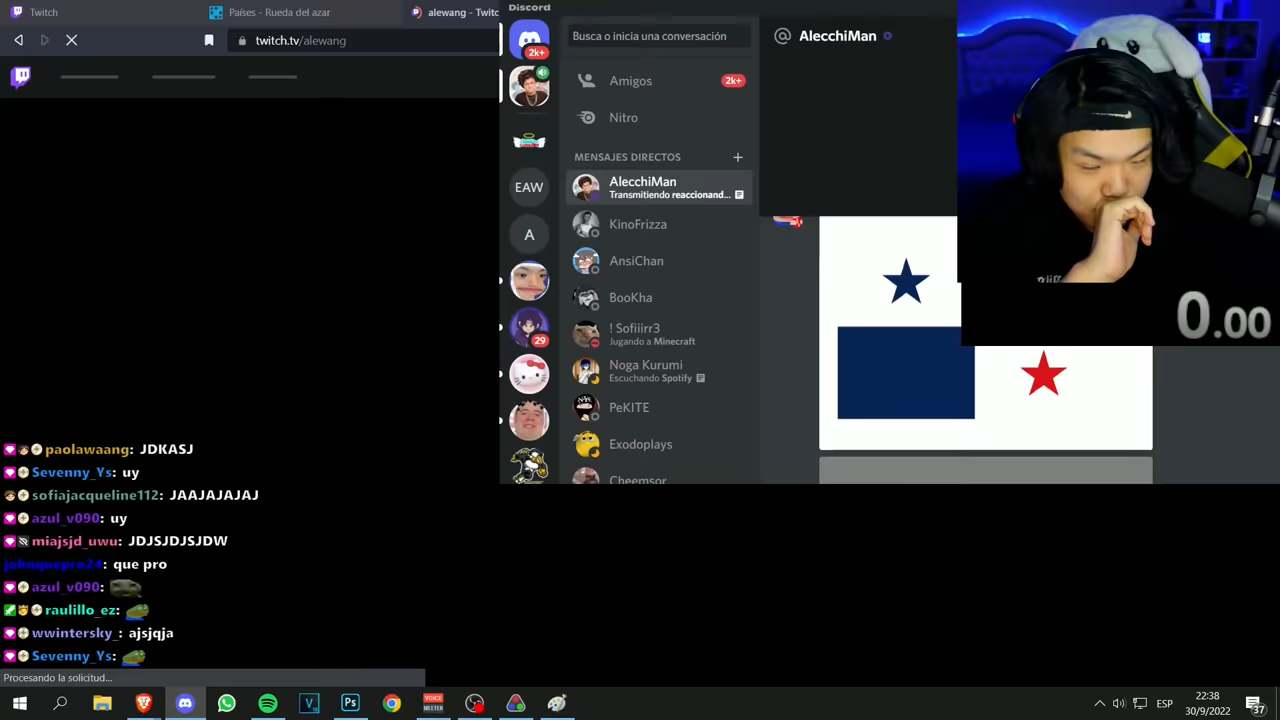 Twitch
Países - Rueda del azar
alewang - Twitc
twitch.tv/alewang
Discord
Busca o inicia una conversación
AlecchiMan
2k+
Amigos
2k+
Nitro
MENSAJES DIRECTOS
EAW
AlecchiMan
Transmitiendo reaccionand...
KinoFrizza
A
AnsiChan
BooKha
! Sofiiirr3
Jugando a Minecraft
29
Noga Kurumi
Escuchando Spotify
PeKITE
Exodoplays
Cheemsor
0.00
paolawaang: JDKASJ
Sevenny_Ys: uy
sofiajacqueline112: JAAJAJAJAJ
azul_v090: uy
miajsjd_uwu: JDJSJDJSJDW
johnquepro24: que pro
azul_v090:
raulillo_ez:
wwintersky_: ajsjqja
Sevenny_Ys:
Procesando la solicitud...
Ps
VOICE
MEETER
ESP
22:38
30/9/2022
37